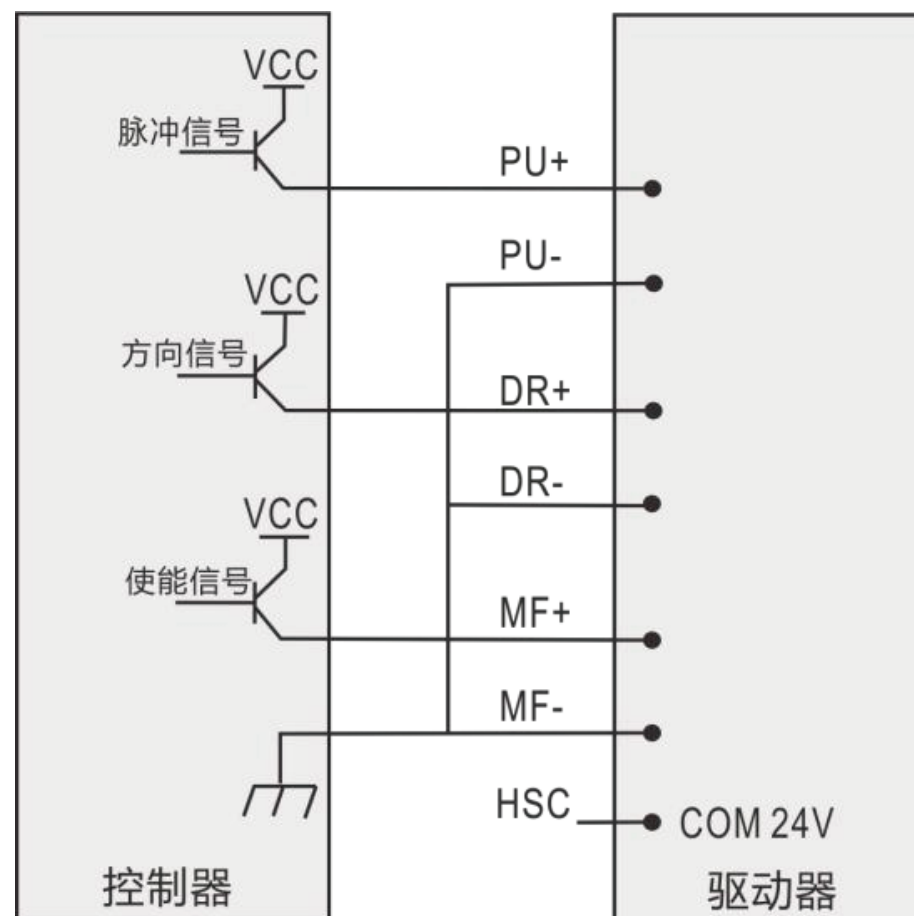 VCC
脉冲信号
PU+
PU-
VCC
方向信号
DR+
DR-
VCC
使能信号
MF+
MF-
HSC
COM 24V
控制器
驱动器